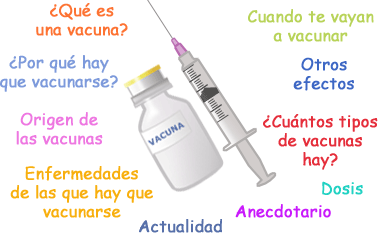 ¿Qué es
una vacuna?
¿Por qué hay
que vacunarse?
Origen de
las vacunas
Enfermedades
de las que hay que
vacunarse
Actualidad
VACUNA
Cuando te vayan
a vacunar
Otros
efectos
¿Cuántos tipos
de vacunas
hay?
Dosis
Anecdotario